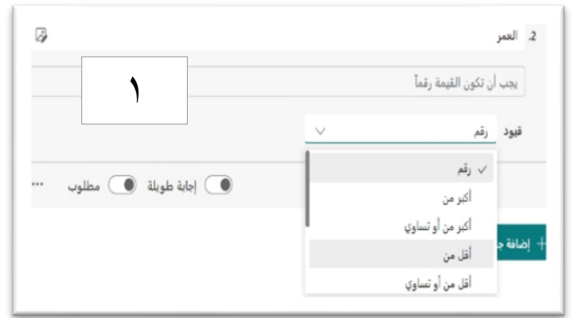 2. العمر
يجب أن تكون القيمة رقماً
١
قيود رقم
رقم
أكبر من
أكبر من أو تساوي
أقل من
أقل من أو تساوي
إجابة طويلة مطلوب ...
+ إضافة ج